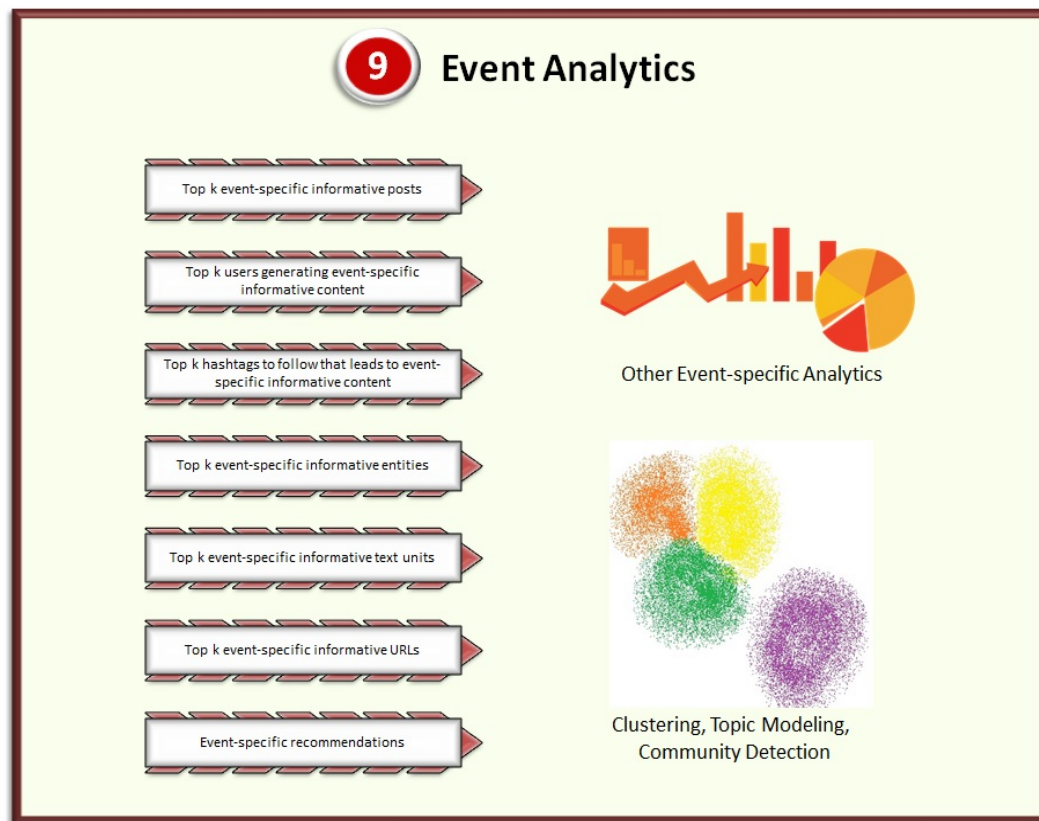 9 Event Analytics
Top k event-specific informative posts
Top k users generating event-specific
informative content
Top k hashtags to follow that leads to event-
specific informative content
Top k event-specific informative entities
Top k event-specific informative text units
Top k event-specific informative URLs
Event-specific recommendations
Other Event-specific Analytics
Clustering, Topic Modeling,
Community Detection